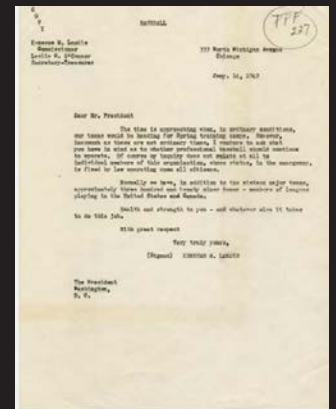 COPY
BASEBALL
PPF
227
Kenesaw M. Landis
Commissioner
Leslie M. O'Connor
Secretary-Treasurer
333 North Michigan Avenue
Chicago
Jany. 14, 1942
Dear Mr. President
The time is approaching when, in ordinary conditions,
our teams would be heading for Spring training camps. However,
inasmuch as these are not ordinary times, I venture to ask what
you have in mind as to whether professional baseball should continue
to operate. Of course my inquiry does not relate at all to
individual members of this organization, whose status, in the emergency,
is fixed by law operating upon all citizens.
Normally we have, in addition to the sixteen major teams,
approximately three hundred and twenty minor teams - members of leagues
playing in the United States and Canada.
Health and strength to you - and whatever else it takes
to do this job.
With great respect
Very truly yours,
(Signed) KENESAW M. LANDIS
The President
Washington,
D. C.